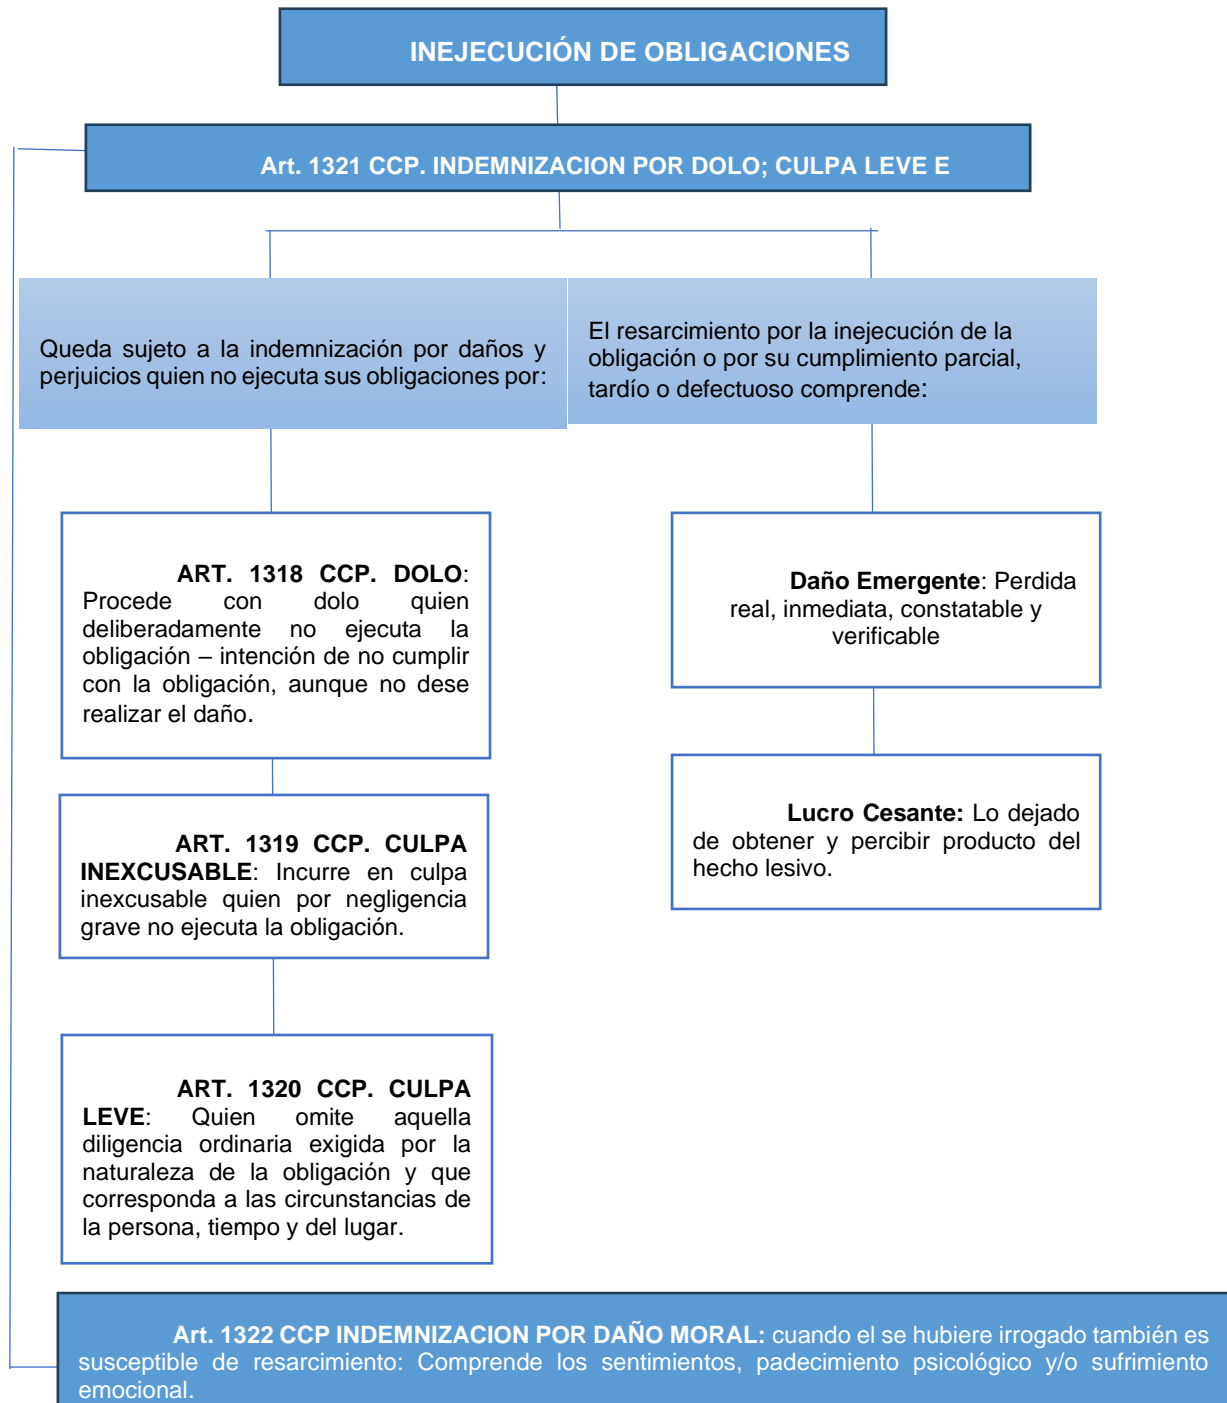 INEJECUCIÓN DE OBLIGACIONES
Art. 1321 CCP. INDEMNIZACION POR DOLO; CULPA LEVE E
Queda sujeto a la indemnización por daños y
perjuicios quien no ejecuta sus obligaciones por:
El resarcimiento por la inejecución de la
obligación o por su cumplimiento parcial,
tardío o defectuoso comprende:
ART. 1318 CCP. DOLO:
Procede con dolo quien
deliberadamente no ejecuta la
obligación – intención de no cumplir
con la obligación, aunque no dese
realizar el daño.
ART. 1319 CCP. CULPA
INEXCUSABLE: Incurre en culpa
inexcusable quien por negligencia
grave no ejecuta la obligación.
ART. 1320 CCP. CULPA
LEVE: Quien omite aquella
diligencia ordinaria exigida por la
naturaleza de la obligación y que
corresponda a las circunstancias de
la persona, tiempo y del lugar.
Daño Emergente: Perdida
real, inmediata, constatable y
verificable
Lucro Cesante: Lo dejado
de obtener y percibir producto del
hecho lesivo.
Art. 1322 CCP INDEMNIZACION POR DAÑO MORAL: cuando el se hubiere irrogado también es
susceptible de resarcimiento: Comprende los sentimientos, padecimiento psicológico y/o sufrimiento
emocional.